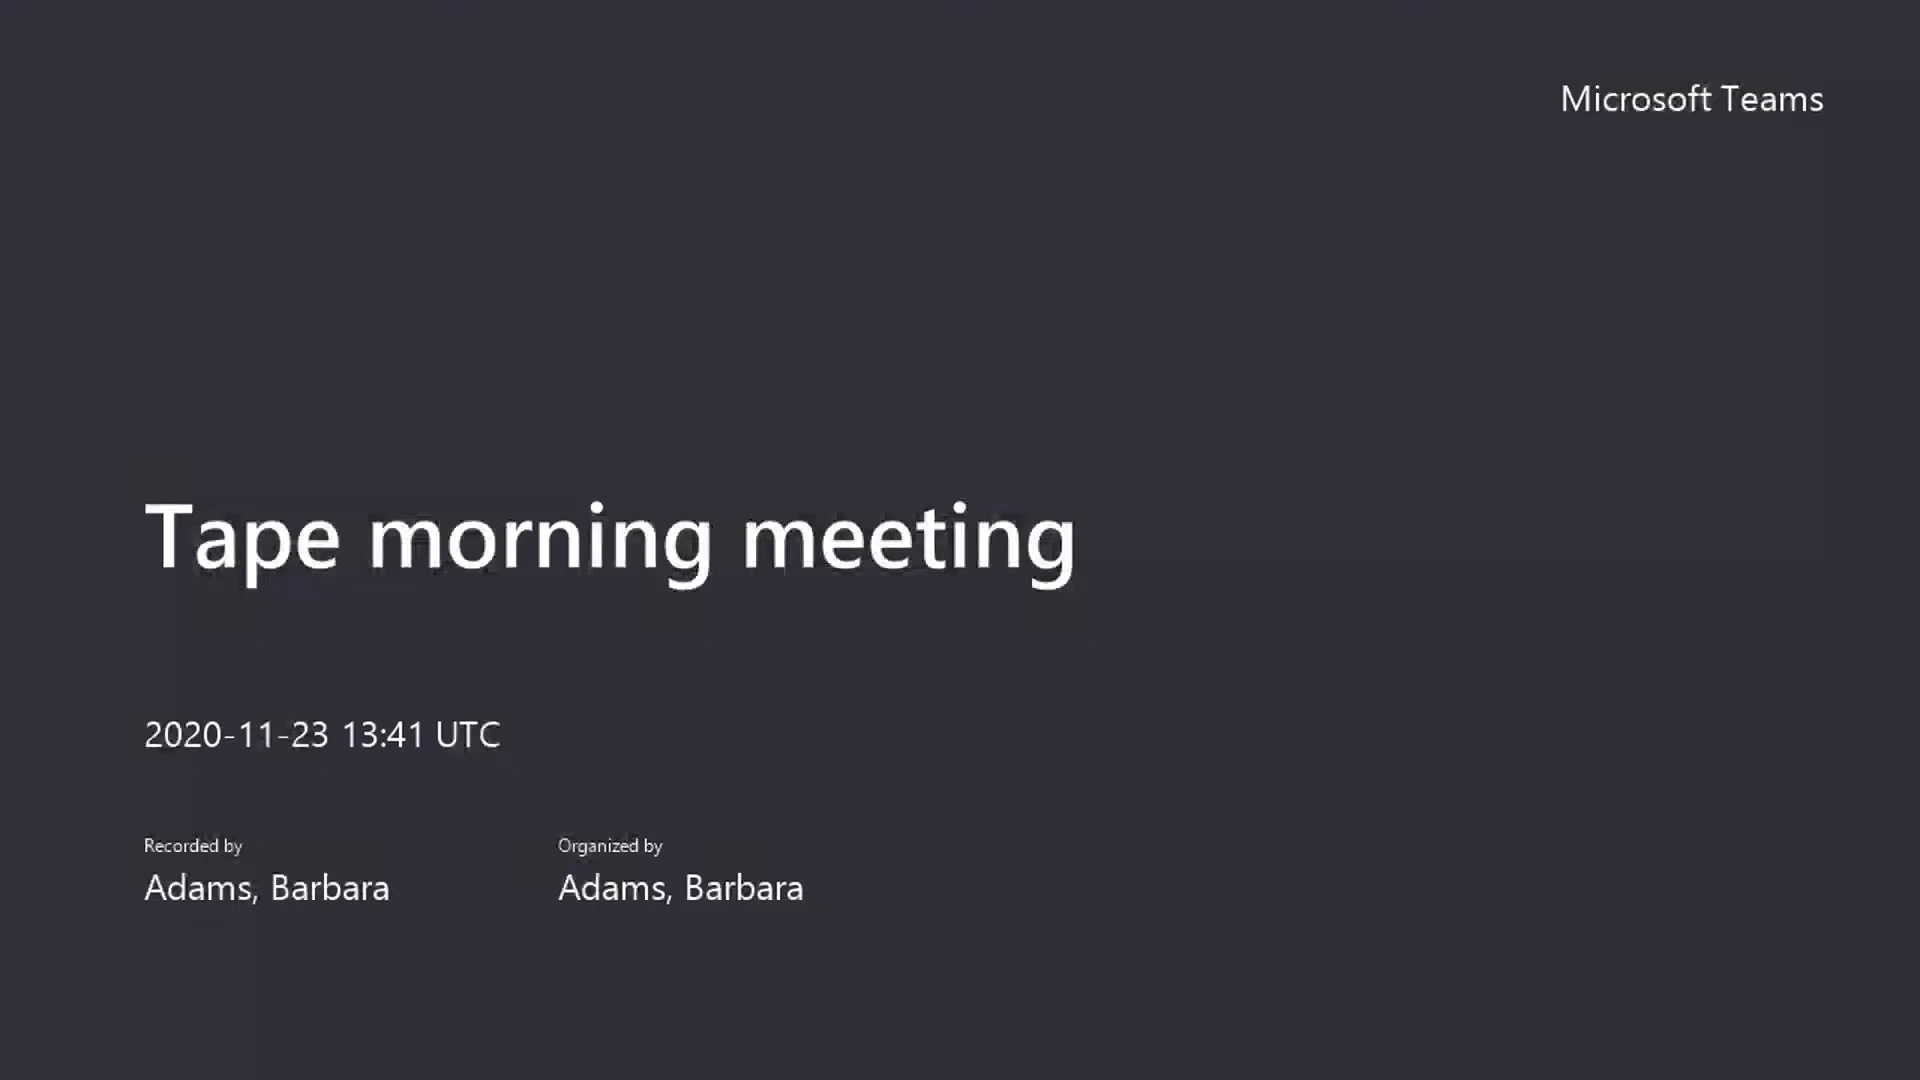 Microsoft Teams
Tape morning meeting
2020-11-23 13:41 UTC
Recorded by
Adams, Barbara
Organized by
Adams, Barbara